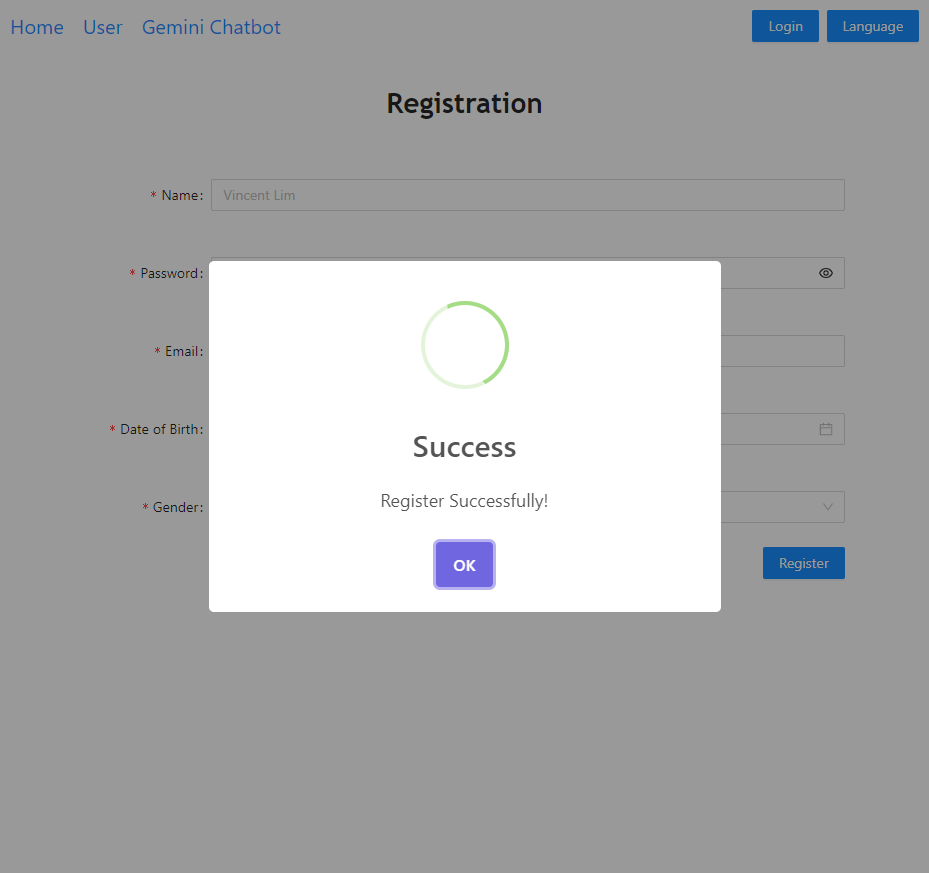 Home User Gemini Chatbot Login Language
Registration
* Name: Vincent Lim
* Password:
* Email:
* Date of Birth:
* Gender:
Success
Register Successfully!
OK
Register